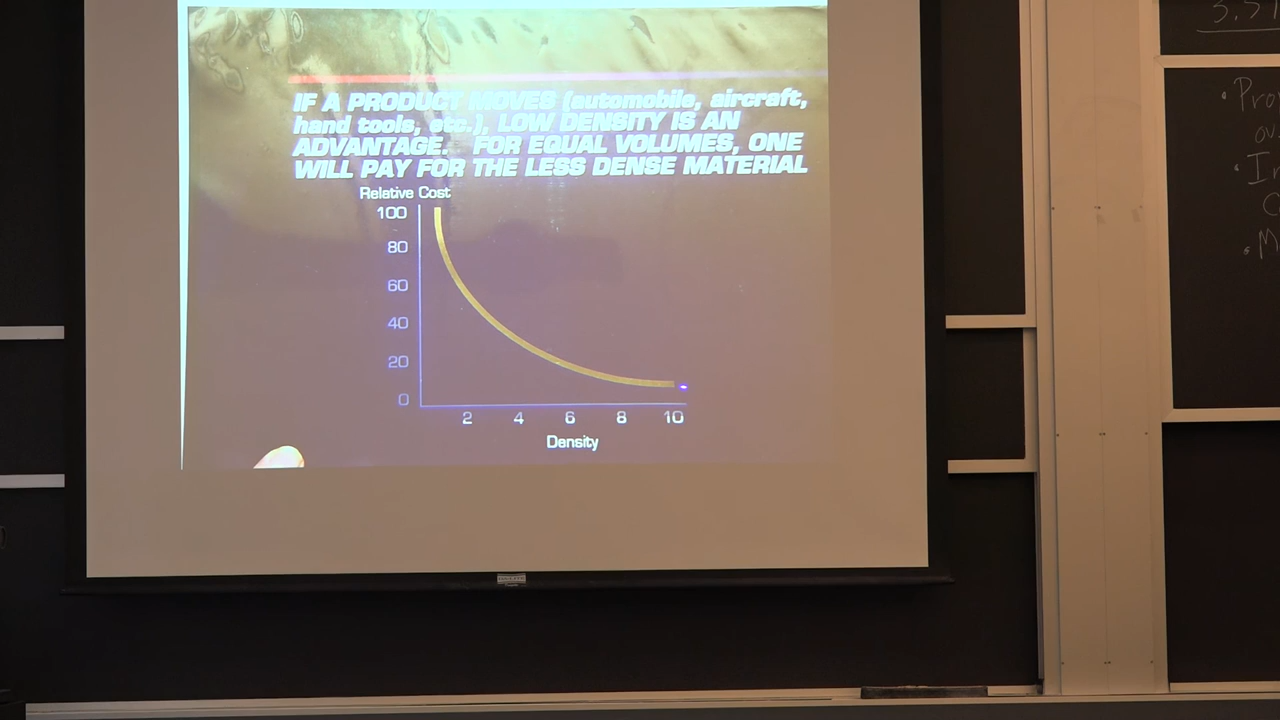 IF A PRODUCT MOVES (automobile, aircraft,
hand tools, etc.), LOW DENSITY IS AN
ADVANTAGE. FOR EQUAL VOLUMES, ONE
WILL PAY FOR THE LESS DENSE MATERIAL
Relative Cost
100
80
60
40
20
0
2 4 6 8 10
Density